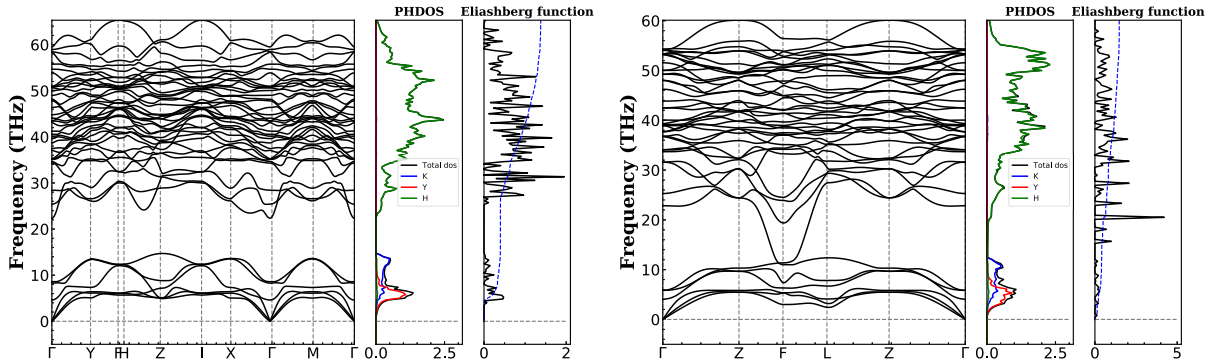 PHDOS Eliashberg function
Frequency (THz)
60
50
40
30
20
10
0
Γ Y F H Z I X Γ M Γ
Total dos
K
Y
H
0.0 2.5
0 2
PHDOS Eliashberg function
Frequency (THz)
60
50
40
30
20
10
0
Γ Z F L Z Γ
Total dos
K
Y
H
0.0 2.5
0 5